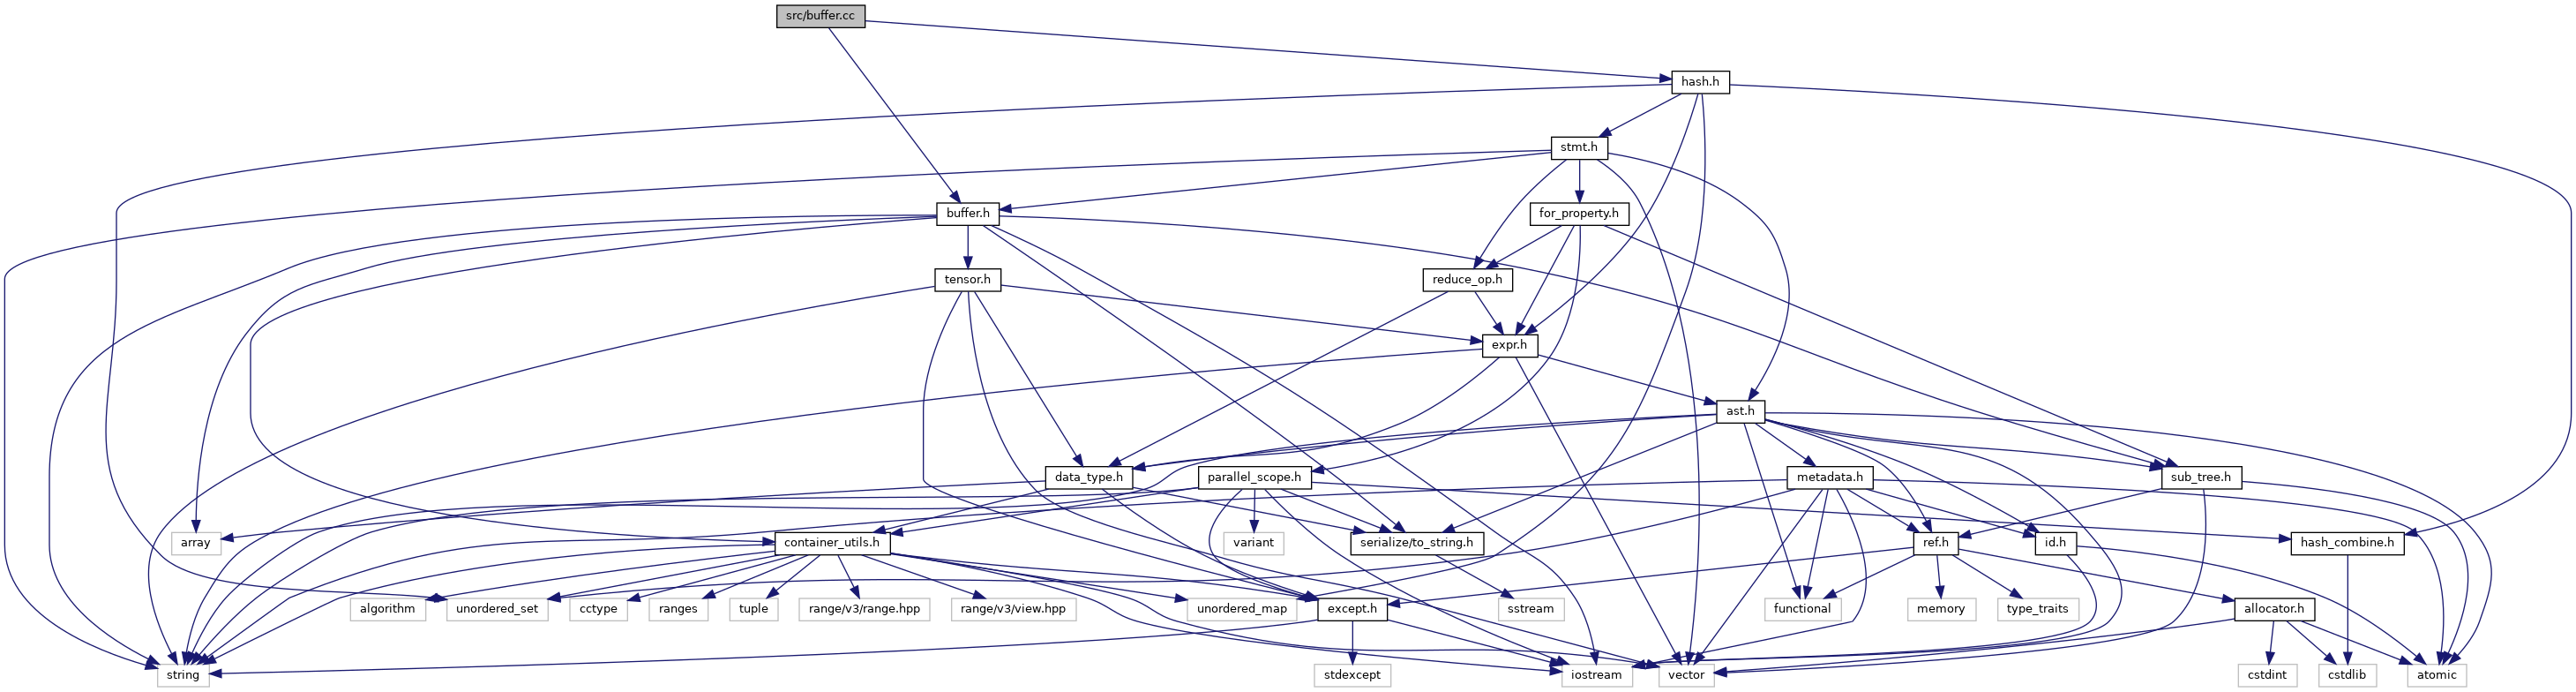 src/buffer.cc
hash.h
stmt.h
buffer.h
for_property.h
tensor.h
reduce_op.h
expr.h
ast.h
data_type.h
parallel_scope.h
metadata.h
sub_tree.h
array
container_utils.h
variant
serialize/to_string.h
ref.h
id.h
hash_combine.h
algorithm
unordered_set
cctype
ranges
tuple
range/v3/range.hpp
range/v3/view.hpp
unordered_map
except.h
sstream
functional
memory
type_traits
allocator.h
string
stdexcept
iostream
vector
cstdint
cstdlib
atomic